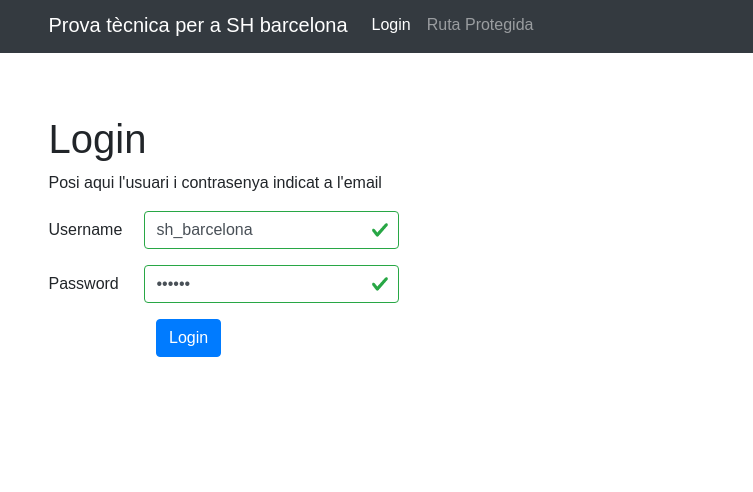 Prova tècnica per a SH barcelona Login Ruta Protegida
Login
Posi aqui l'usuari i contrasenya indicat a l'email
Username sh_barcelona
Password ••••••
Login